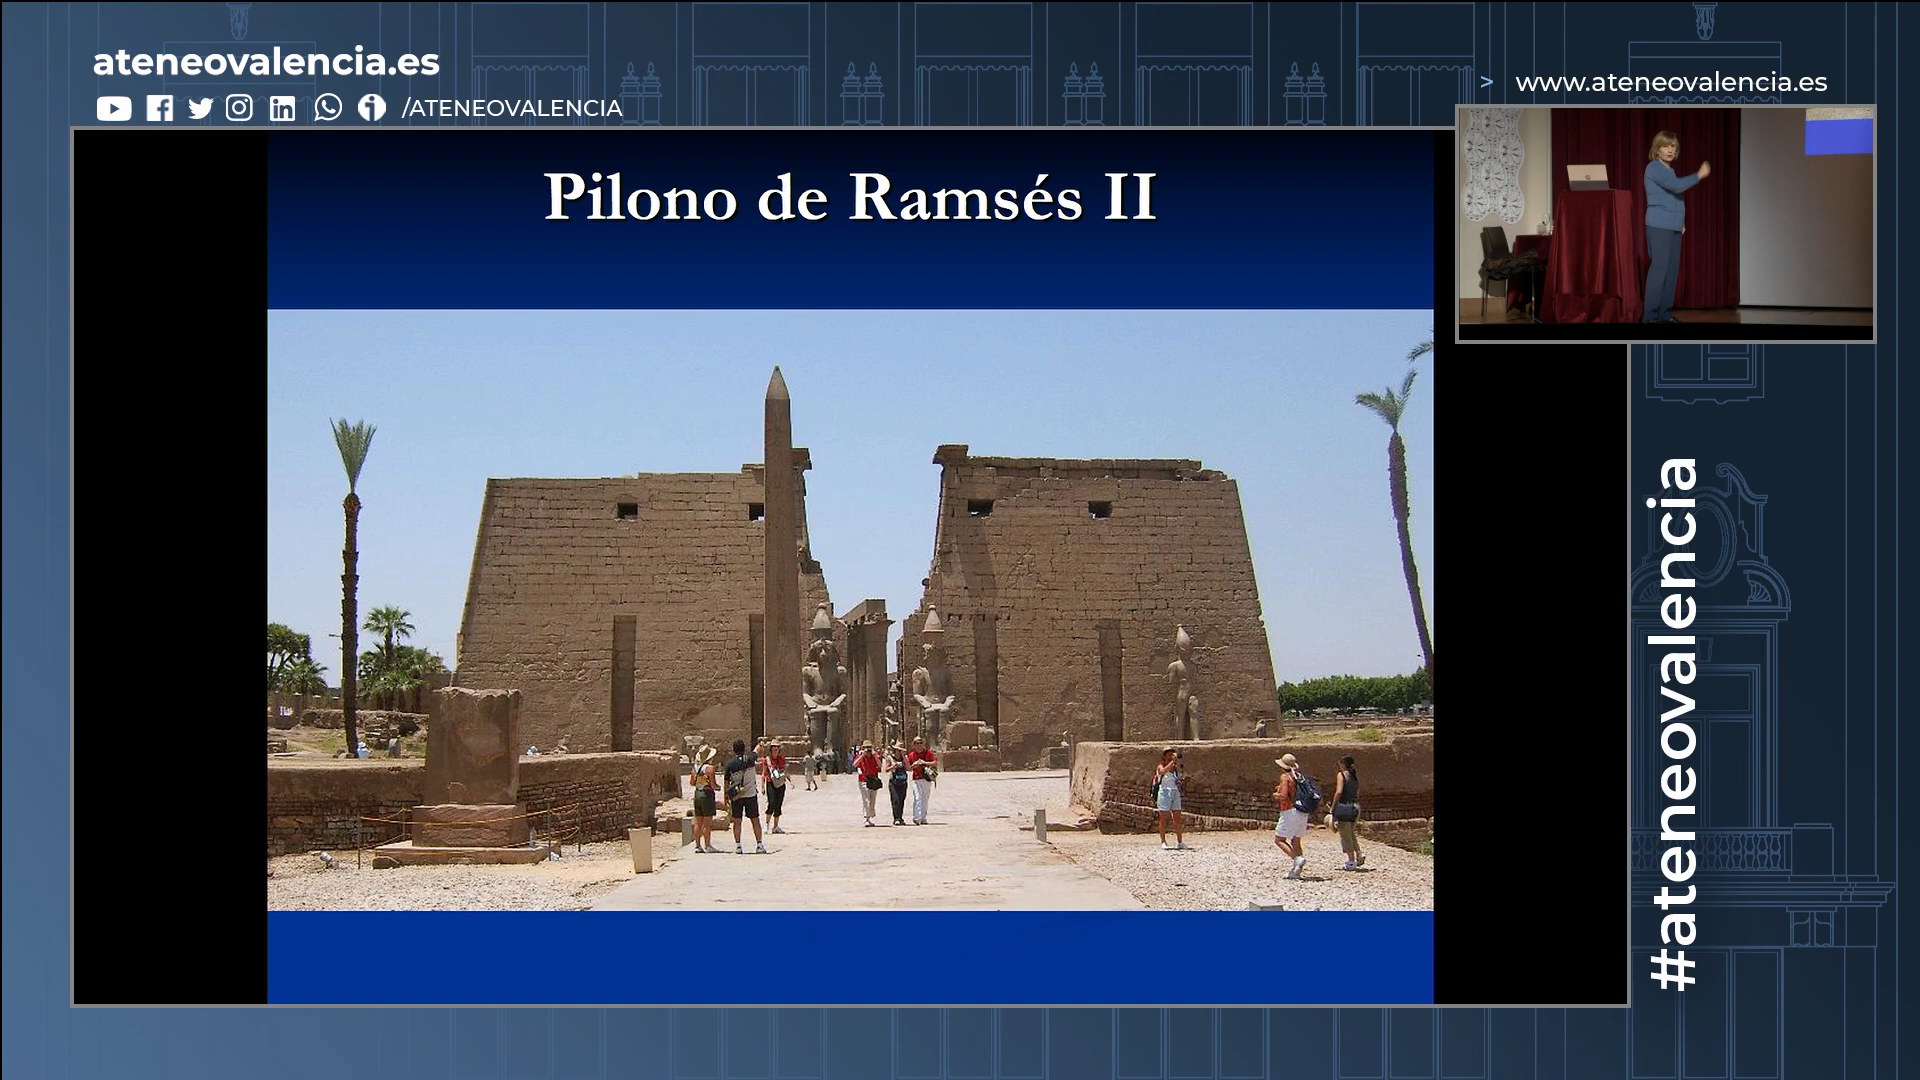 ateneovalencia.es
/ATENEOVALENCIA
> www.ateneovalencia.es
Pilono de Ramsés II
#ateneovalencia